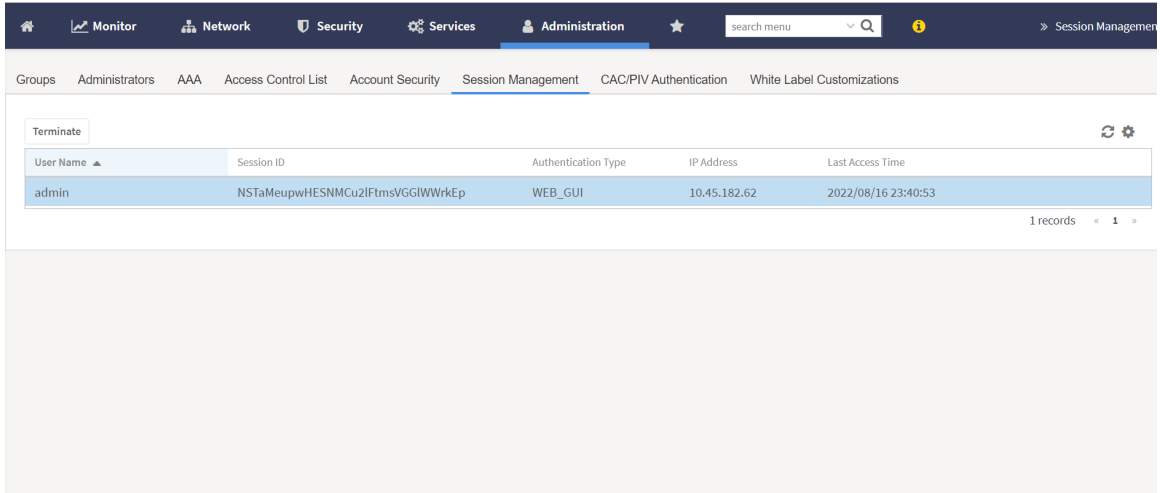 Monitor Network Security Services Administration search menu » Session Managemen
Groups Administrators AAA Access Control List Account Security Session Management CAC/PIV Authentication White Label Customizations
Terminate
User Name Session ID Authentication Type IP Address Last Access Time
admin NSTaMeupwHESNMCu2lFtmsVGGlWWrkEp WEB_GUI 10.45.182.62 2022/08/16 23:40:53
1 records « 1 »